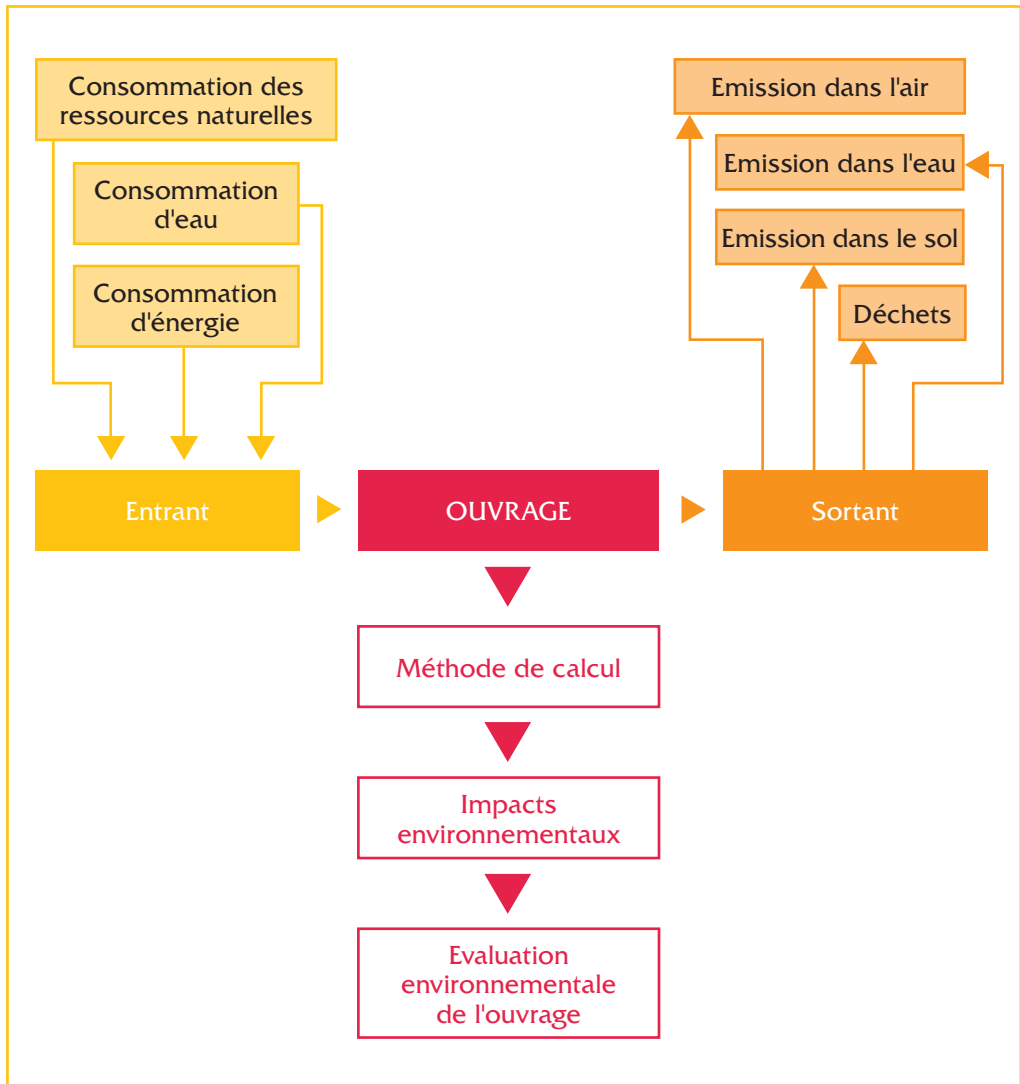 Consommation des
ressources naturelles
Consommation
d'eau
Consommation
d'énergie
Emission dans l'air
Emission dans l'eau
Emission dans le sol
Déchets
Entrant
OUVRAGE
Sortant
Méthode de calcul
Impacts
environnementaux
Evaluation
environnementale
de l'ouvrage